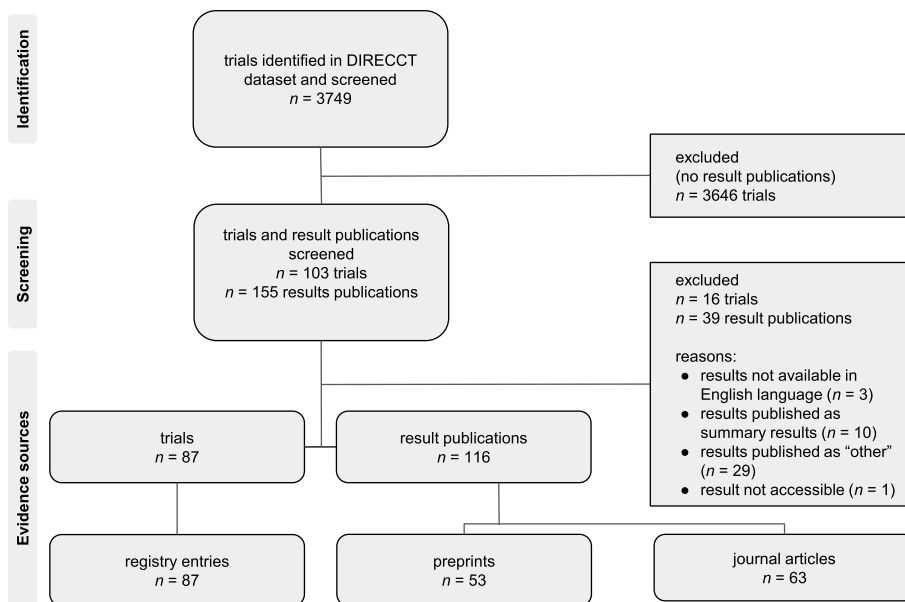 Identification
trials identified in DIRECCT
dataset and screened
n = 3749
excluded
(no result publications)
n = 3646 trials
Screening
trials and result publications
screened
n = 103 trials
n = 155 results publications
excluded
n = 16 trials
n = 39 result publications
reasons:
● results not available in
English language (n = 3)
● results published as
summary results (n = 10)
● results published as “other”
(n = 29)
● result not accessible (n = 1)
Evidence sources
trials
n = 87
result publications
n = 116
registry entries
n = 87
preprints
n = 53
journal articles
n = 63